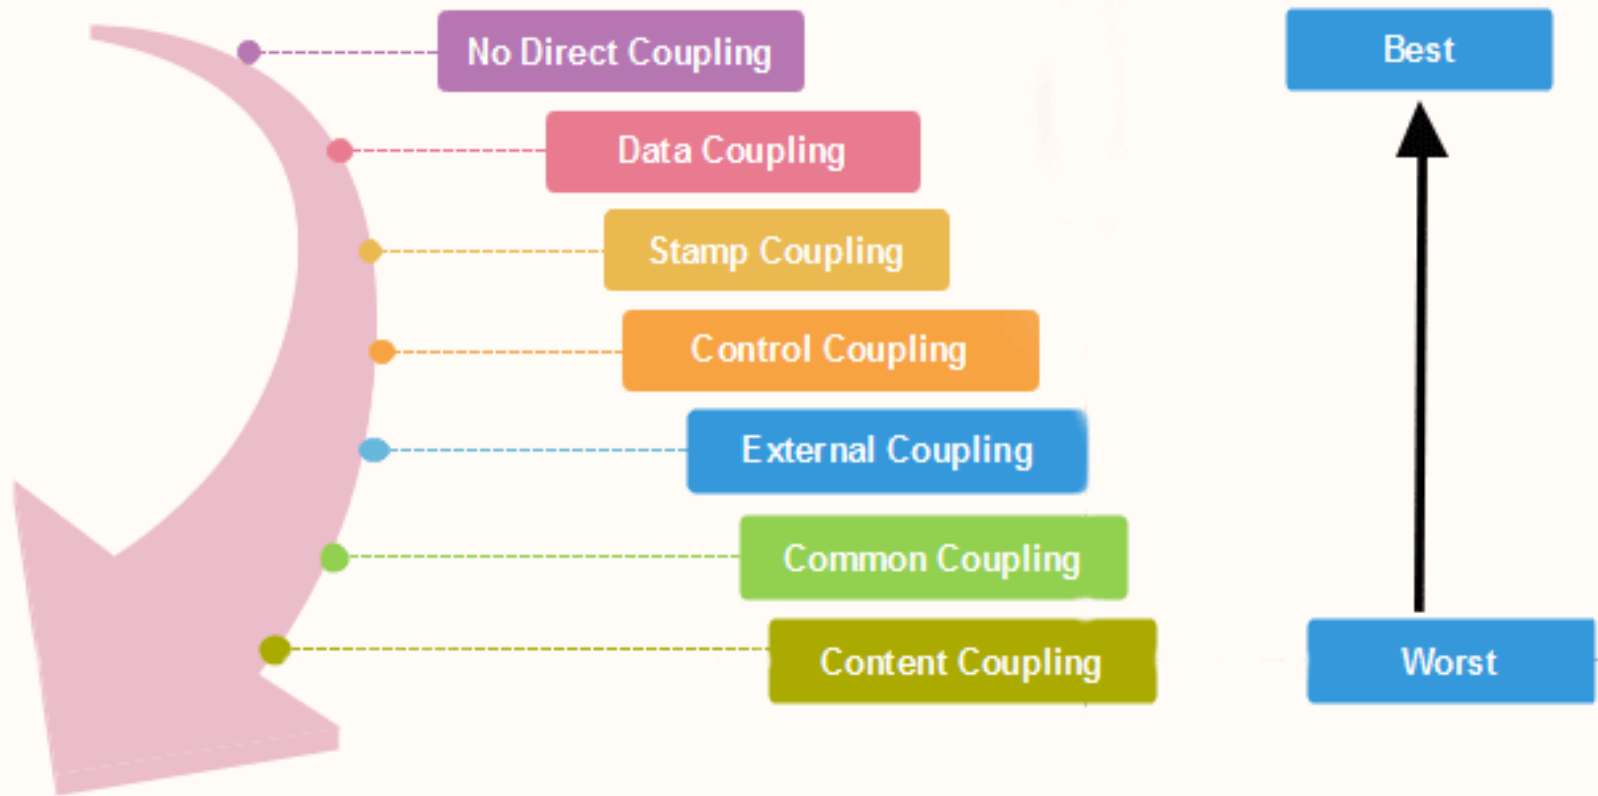 No Direct Coupling
Best
Data Coupling
Stamp Coupling
Control Coupling
External Coupling
Common Coupling
Content Coupling
Worst